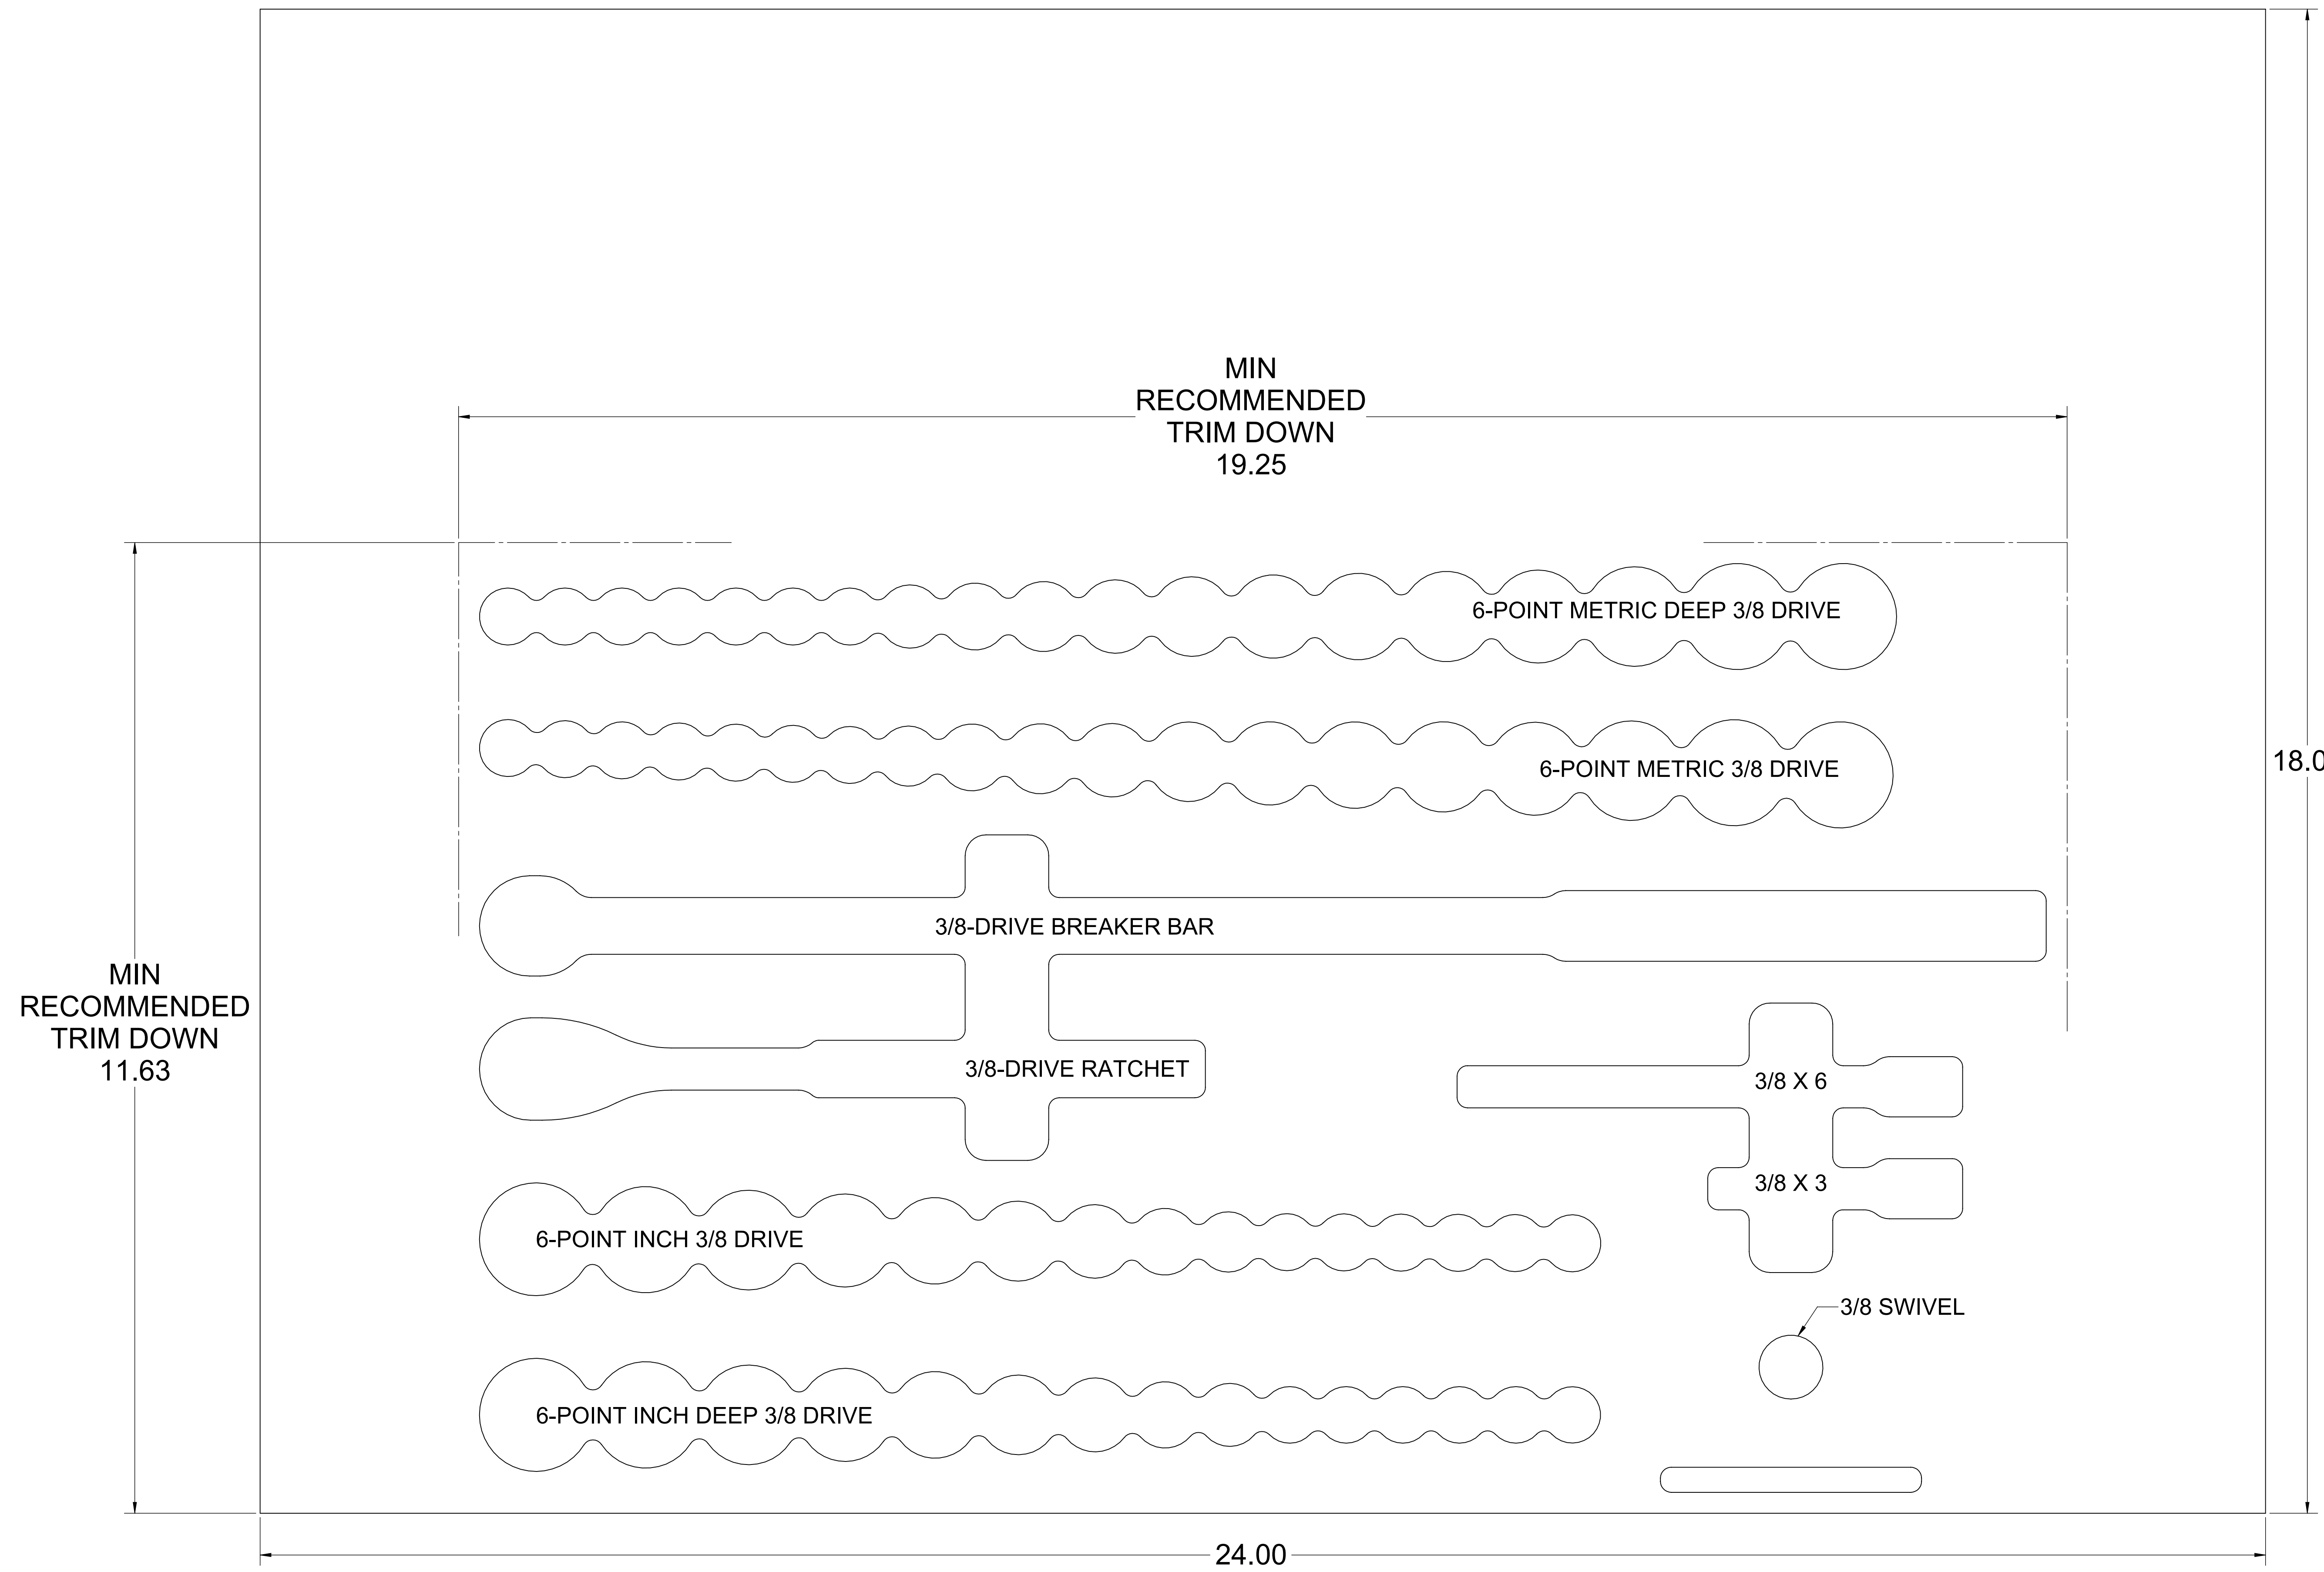 MIN
RECOMMENDED
TRIM DOWN
19.25
6-POINT METRIC DEEP 3/8 DRIVE
6-POINT METRIC 3/8 DRIVE
18.0
3/8-DRIVE BREAKER BAR
MIN
RECOMMENDED
TRIM DOWN
11.63
3/8-DRIVE RATCHET
3/8 X 6
3/8 X 3
6-POINT INCH 3/8 DRIVE
3/8 SWIVEL
6-POINT INCH DEEP 3/8 DRIVE
24.00